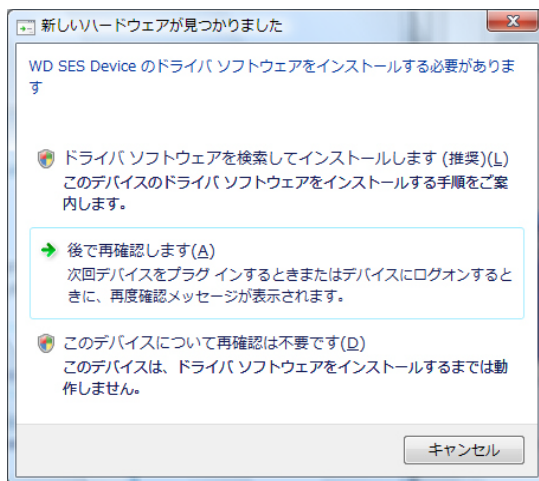 新しいハードウェアが見つかりました
WD SES Device のドライバ ソフトウェアをインストールする必要がありま
す
ドライバ ソフトウェアを検索してインストールします (推奨)(L)
このデバイスのドライバ ソフトウェアをインストールする手順をご案
内します。
後で再確認します(A)
次回デバイスをプラグ インするときまたはデバイスにログオンすると
きに、再度確認メッセージが表示されます。
このデバイスについて再確認は不要です(D)
このデバイスは、ドライバ ソフトウェアをインストールするまでは動
作しません。
キャンセル